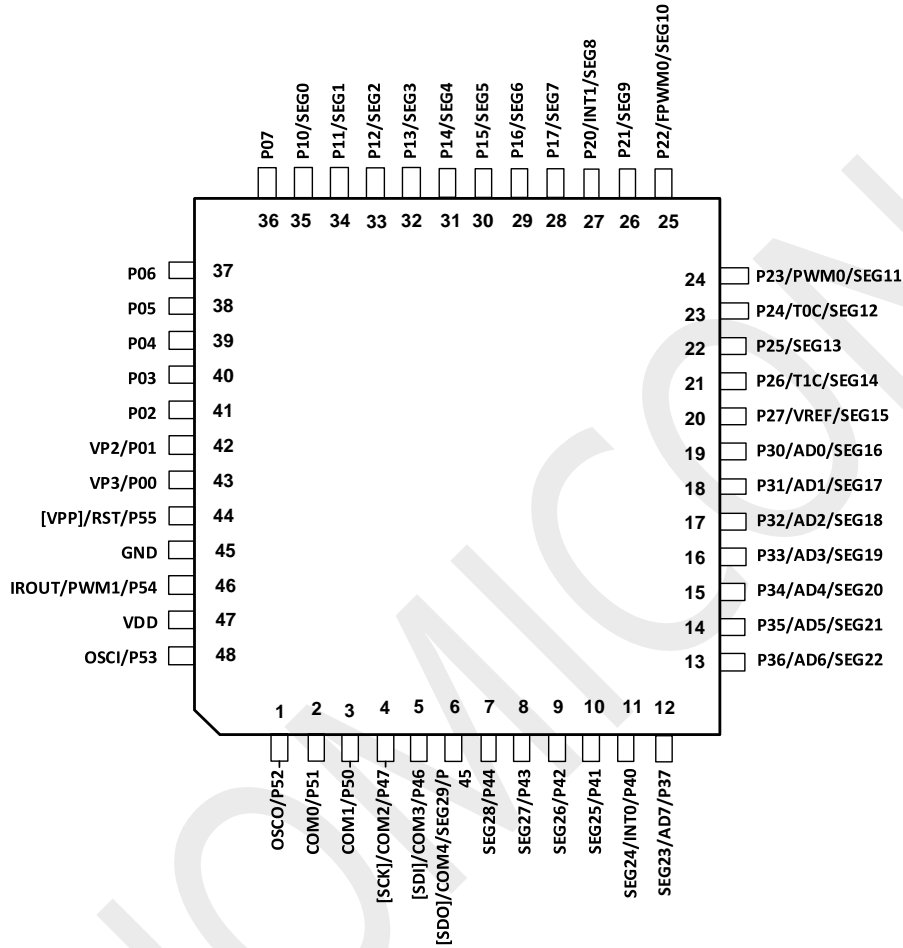 P07
P10/SEG0
P11/SEG1
P12/SEG2
P13/SEG3
P14/SEG4
P15/SEG5
P16/SEG6
P17/SEG7
P20/INT1/SEG8
P21/SEG9
P22/FPWM0/SEG10
36 35 34 33 32 31 30 29 28 27 26 25
P06 37
P05 38
P04 39
P03 40
P02 41
VP2/P01 42
VP3/P00 43
[VPP]/RST/P55 44
GND 45
IROUT/PWM1/P54 46
VDD 47
OSCI/P53 48
24 P23/PWM0/SEG11
23 P24/T0C/SEG12
22 P25/SEG13
21 P26/T1C/SEG14
20 P27/VREF/SEG15
19 P30/AD0/SEG16
18 P31/AD1/SEG17
17 P32/AD2/SEG18
16 P33/AD3/SEG19
15 P34/AD4/SEG20
14 P35/AD5/SEG21
13 P36/AD6/SEG22
1 2 3 4 5 6 7 8 9 10 11 12
OSCO/P52
COM0/P51
COM1/P50
[SCK]/COM2/P47
[SDI]/COM3/P46
[SDO]/COM4/SEG29/P
45
SEG28/P44
SEG27/P43
SEG26/P42
SEG25/P41
SEG24/INT0/P40
SEG23/AD7/P37
OMICON